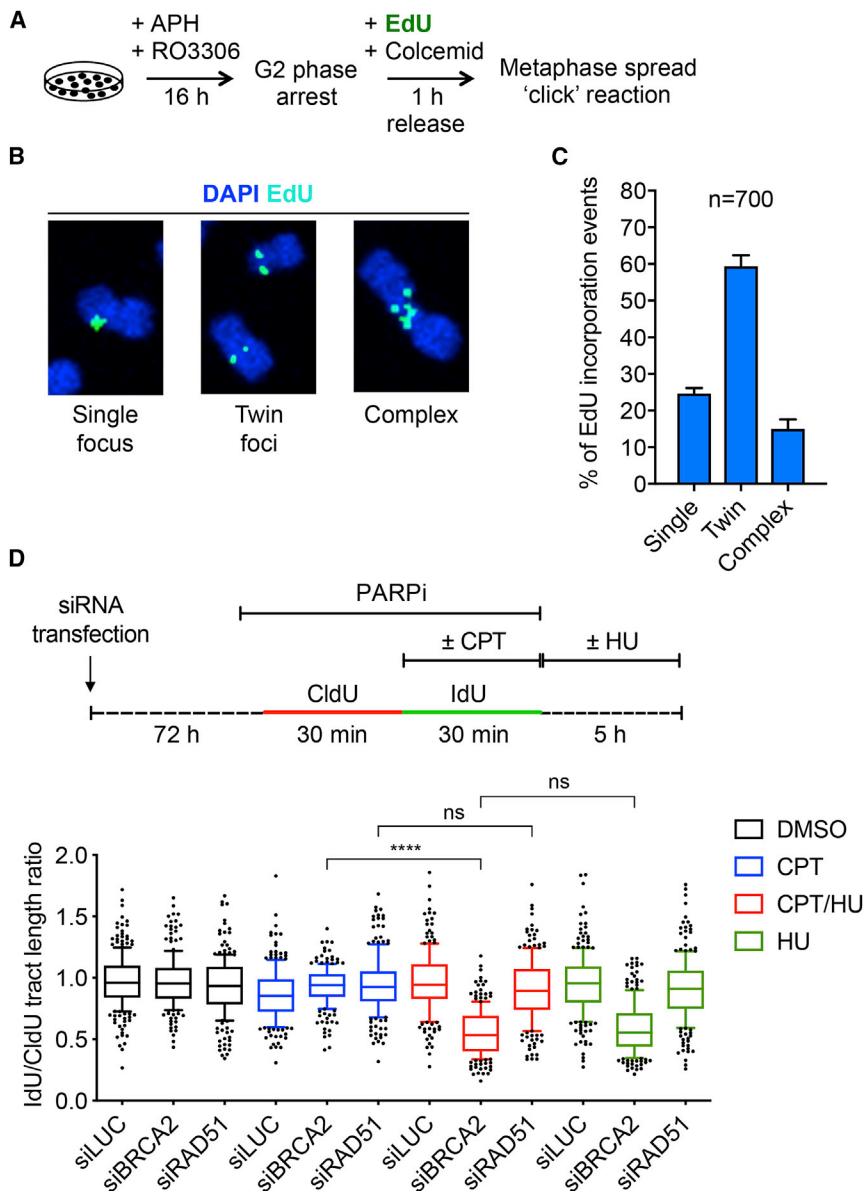 A
+ APH
+ RO3306
16 h
G2 phase
arrest
+ EdU
+ Colcemid
1 h
release
Metaphase spread
‘click’ reaction
B
DAPI EdU
Single
focus
Twin
foci
Complex
C
% of EdU incorporation events
80
70
60
50
40
30
20
10
0
n=700
Single
Twin
Complex
D
siRNA
transfection
PARPi
± CPT
± HU
CldU
IdU
72 h
30 min
30 min
5 h
IdU/CldU tract length ratio
2.0
1.5
1.0
0.5
0.0
ns
ns
****
DMSO
CPT
CPT/HU
HU
siLUC
siBRCA2
siRAD51
siLUC
siBRCA2
siRAD51
siLUC
siBRCA2
siRAD51
siLUC
siBRCA2
siRAD51